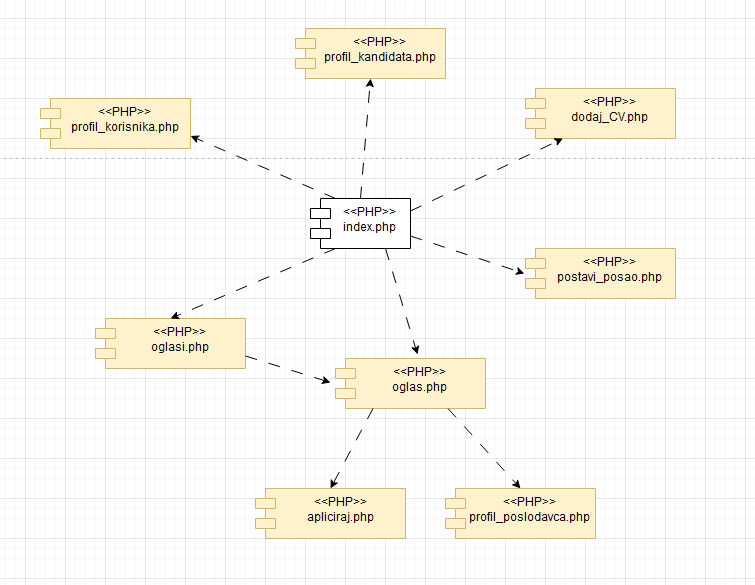 <<PHP>>
profil_kandidata.php
<<PHP>>
dodaj_CV.php
<<PHP>>
profil_korisnika.php
<<PHP>>
index.php
<<PHP>>
postavi_posao.php
<<PHP>>
oglasi.php
<<PHP>>
oglas.php
<<PHP>>
apliciraj.php
<<PHP>>
profil_poslodavca.php